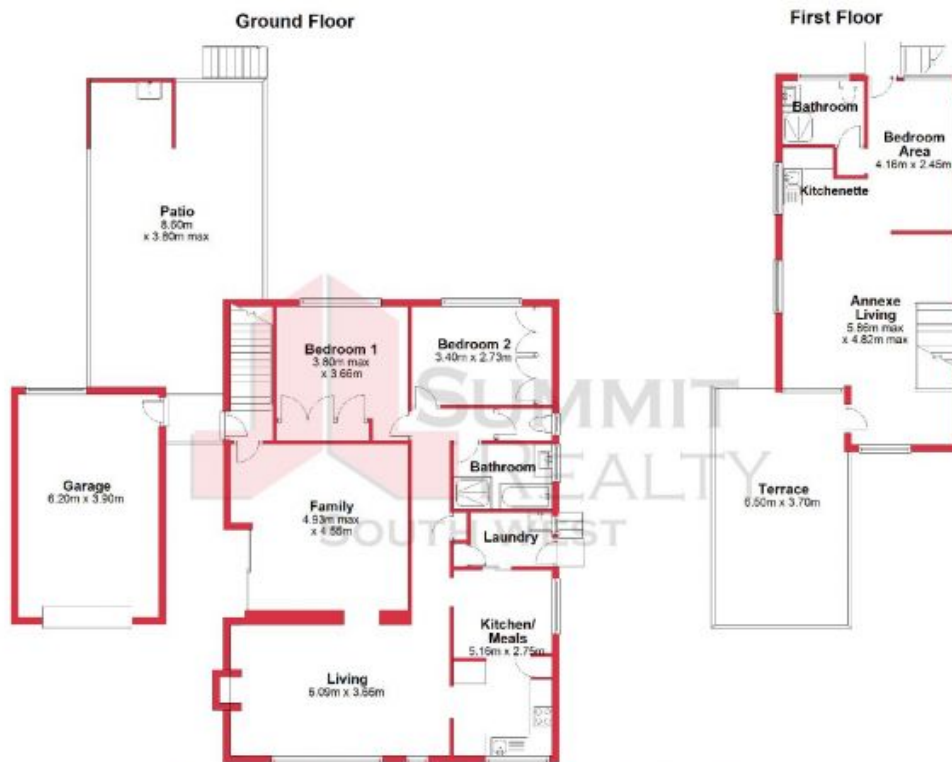 Ground Floor
First Floor
Bathroom
Bedroom
Area
4.16m x 2.45m
Kitchenette
Patio
8.60m
x 3.80m max
Annexe
Living
5.86m max
x 4.82m max
Bedroom 1
3.80m max
x 3.66m
Bedroom 2
3.40m x 2.73m
SUMMIT
REALTY
SOUTH WEST
Garage
6.20m x 3.90m
Bathroom
Family
4.93m max
x 4.55m
Terrace
6.50m x 3.70m
Laundry
Kitchen/
Meals
5.16m x 2.75m
Living
6.09m x 3.66m